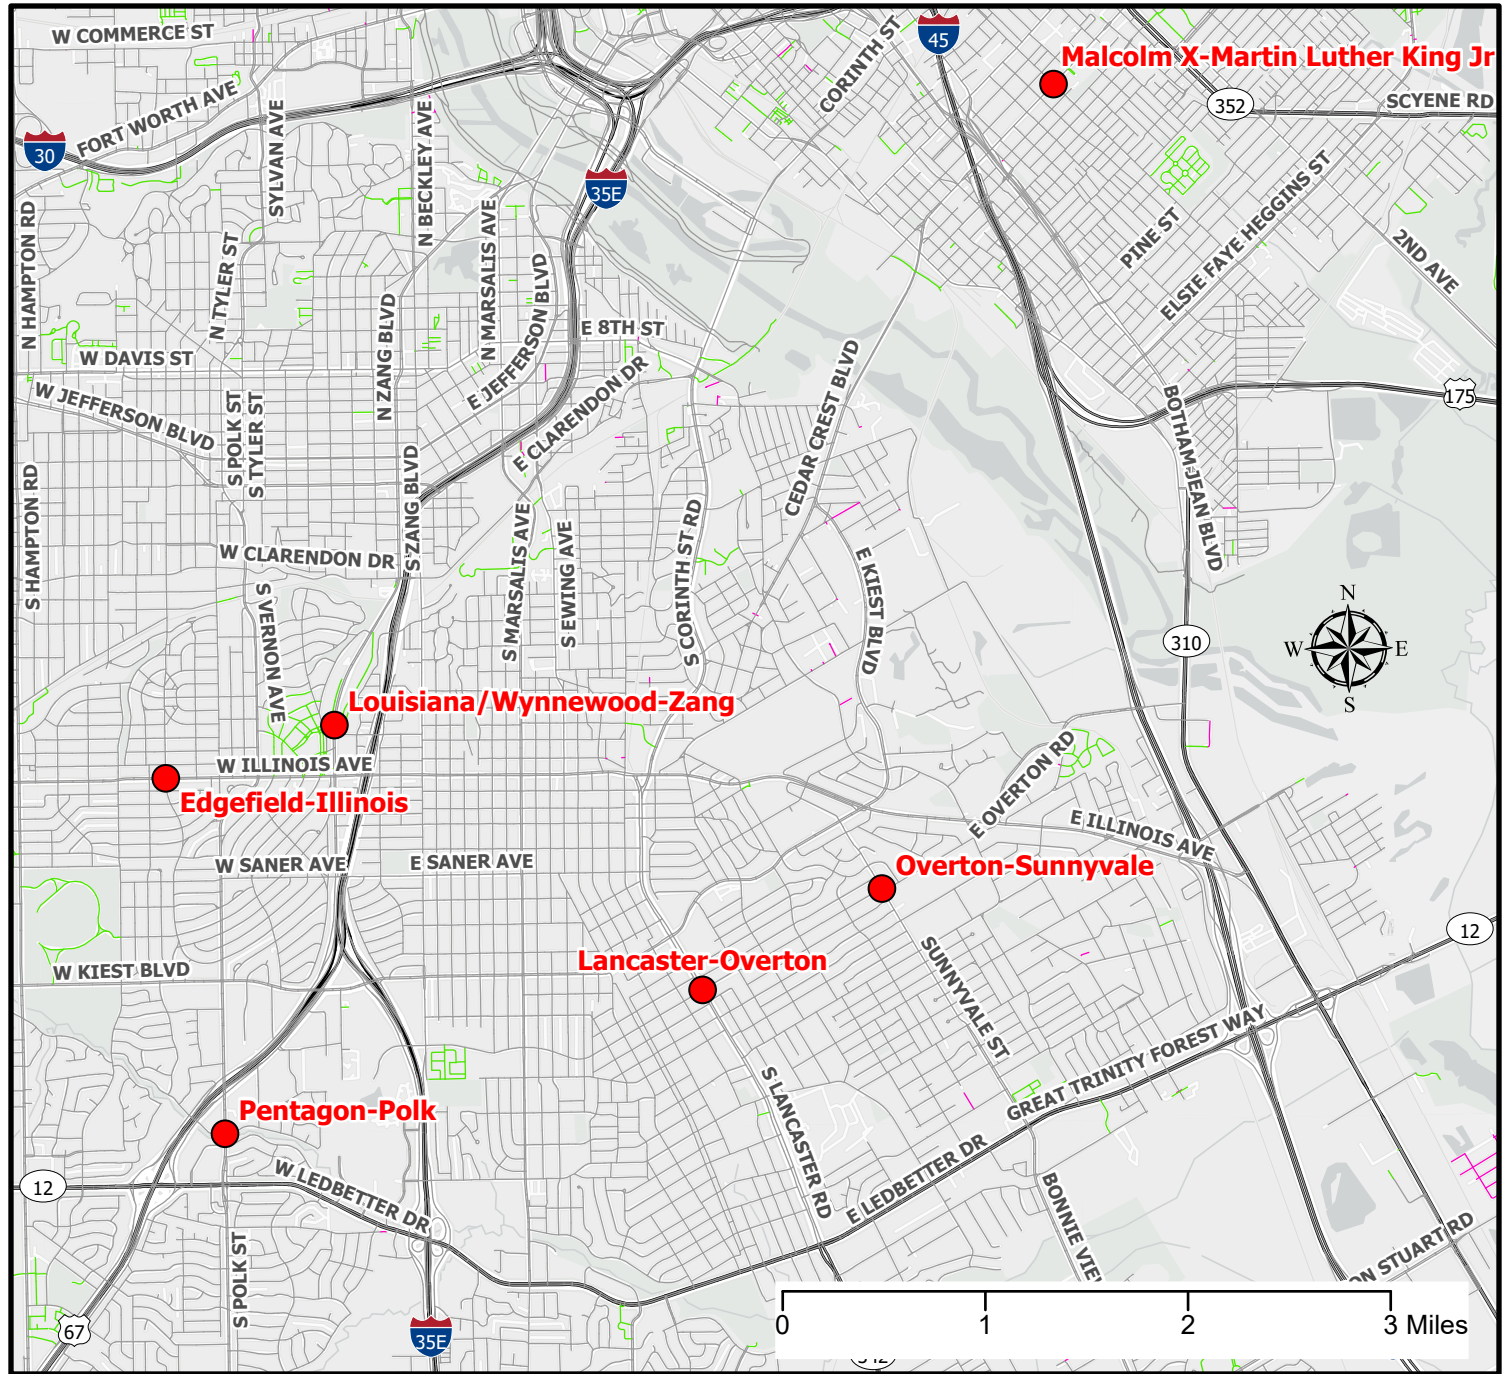 W COMMERCE ST
CORINTH ST
45
Malcolm X-Martin Luther King Jr
352
SCYENE RD
FORT WORTH AVE
30
SYLVAN AVE
N BECKLEY AVE
35E
N HAMPTON RD
N TYLER ST
N MARSALIS AVE
E JEFFERSON BLVD
PINE ST
ELSIE FAYE HEGGINS ST
2ND AVE
N ZANG BLVD
E 8TH ST
W DAVIS ST
W JEFFERSON BLVD
S POLK ST
S TYLER ST
E CLARENDON DR
CEDAR CREST BLVD
BOTHAM JEAN BLVD
175
S HAMPTON RD
S ZANG BLVD
W CLARENDON DR
S VERNON AVE
S MARSALIS AVE
S EWING AVE
S CORINTH ST RD
E KIEST BLVD
310
N
W
E
S
Louisiana/Wynnewood-Zang
W ILLINOIS AVE
Edgefield-Illinois
E OVERTON RD
E ILLINOIS AVE
W SANER AVE
E SANER AVE
Overton-Sunnyvale
12
W KIEST BLVD
Lancaster-Overton
SUNNYVALE ST
GREAT TRINITY FOREST WAY
Pentagon-Polk
S LANCASTER RD
12
W LEDBETTER DR
E LEDBETTER DR
BONNIE VIE
ON STUART RD
S POLK ST
67
35E
0
1
2
3 Miles